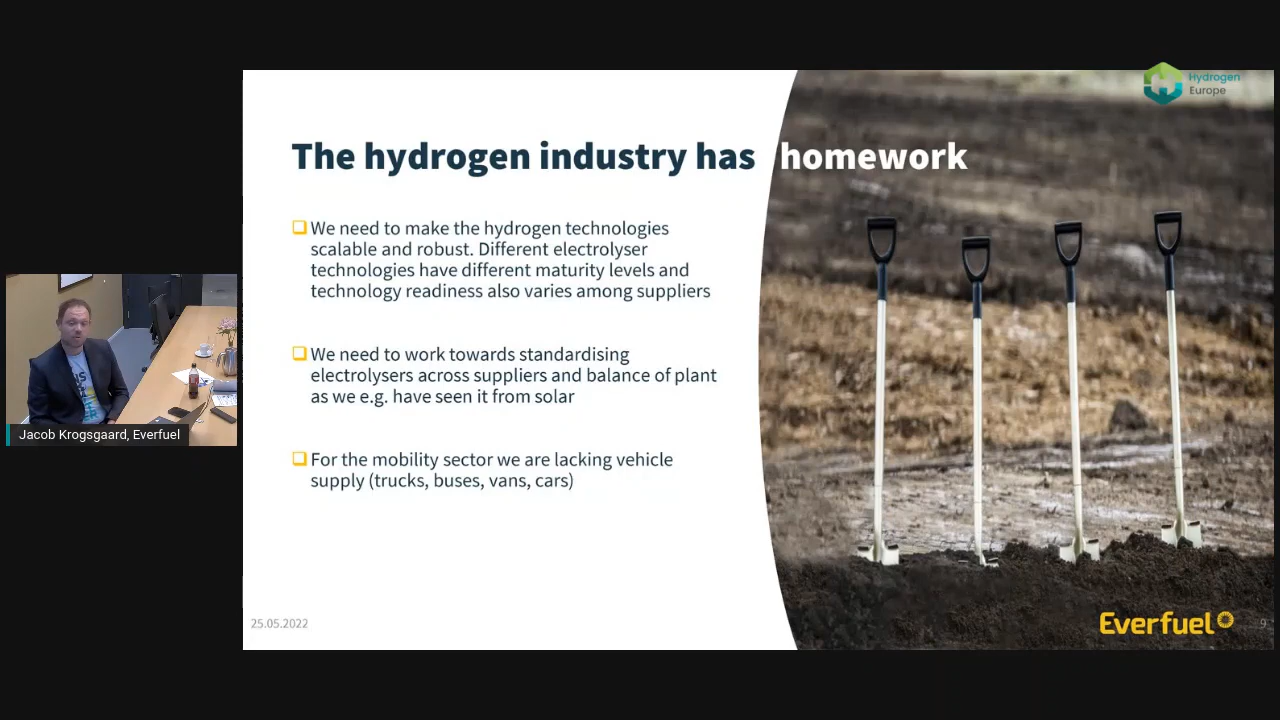 Hydrogen
Europe
The hydrogen industry has homework
❑ We need to make the hydrogen technologies
scalable and robust. Different electrolyser
technologies have different maturity levels and
technology readiness also varies among suppliers
❑ We need to work towards standardising
electrolysers across suppliers and balance of plant
as we e.g. have seen it from solar
❑ For the mobility sector we are lacking vehicle
supply (trucks, buses, vans, cars)
Jacob Krogsgaard, Everfuel
25.05.2022
Everfuel
9